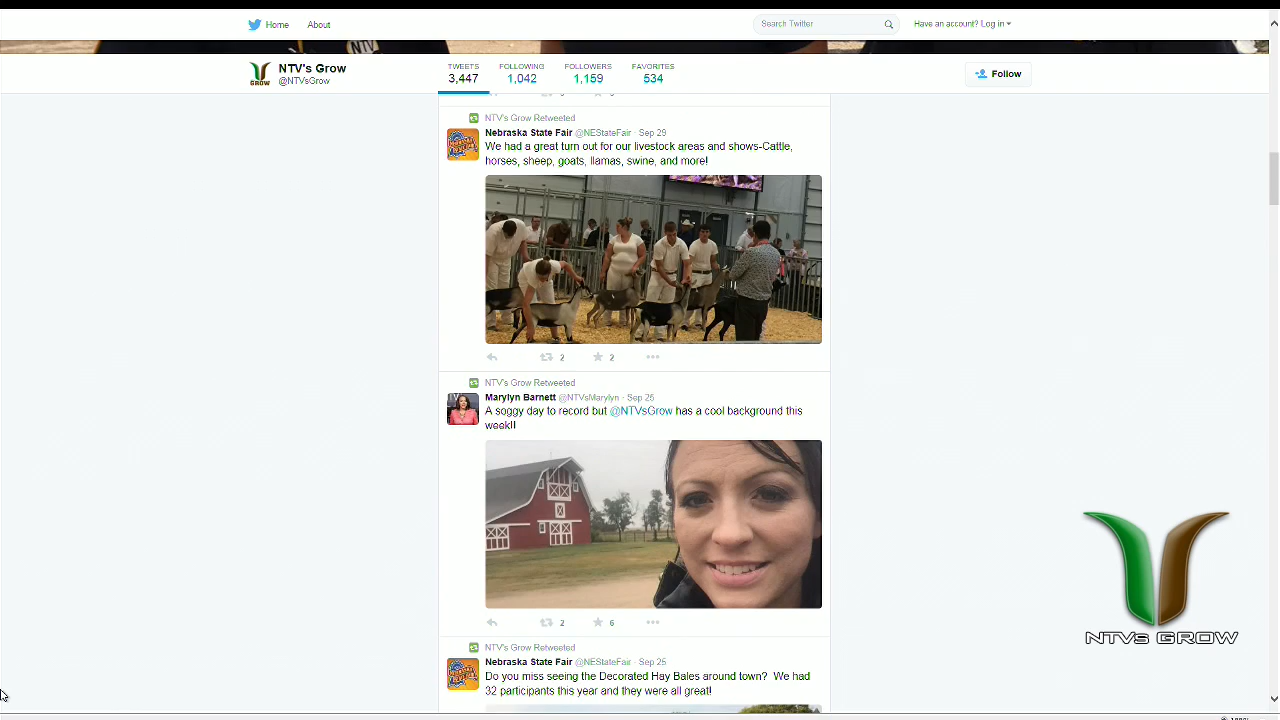 Home
About
Search Twitter
Have an account? Log in
NTV
GROW
NTV's Grow
@NTVsGrow
TWEETS
3,447
FOLLOWING
1,042
FOLLOWERS
1,159
FAVORITES
534
Follow
NTV's Grow Retweeted
Nebraska State Fair @NEStateFair · Sep 29
We had a great turn out for our livestock areas and shows-Cattle,
horses, sheep, goats, llamas, swine, and more!
2
2
NTV's Grow Retweeted
Marylyn Barnett @NTVsMarylyn · Sep 25
A soggy day to record but @NTVsGrow has a cool background this
week!!
2
6
NTVs GROW
NTV's Grow Retweeted
Nebraska State Fair @NEStateFair · Sep 25
Do you miss seeing the Decorated Hay Bales around town? We had
32 participants this year and they were all great!